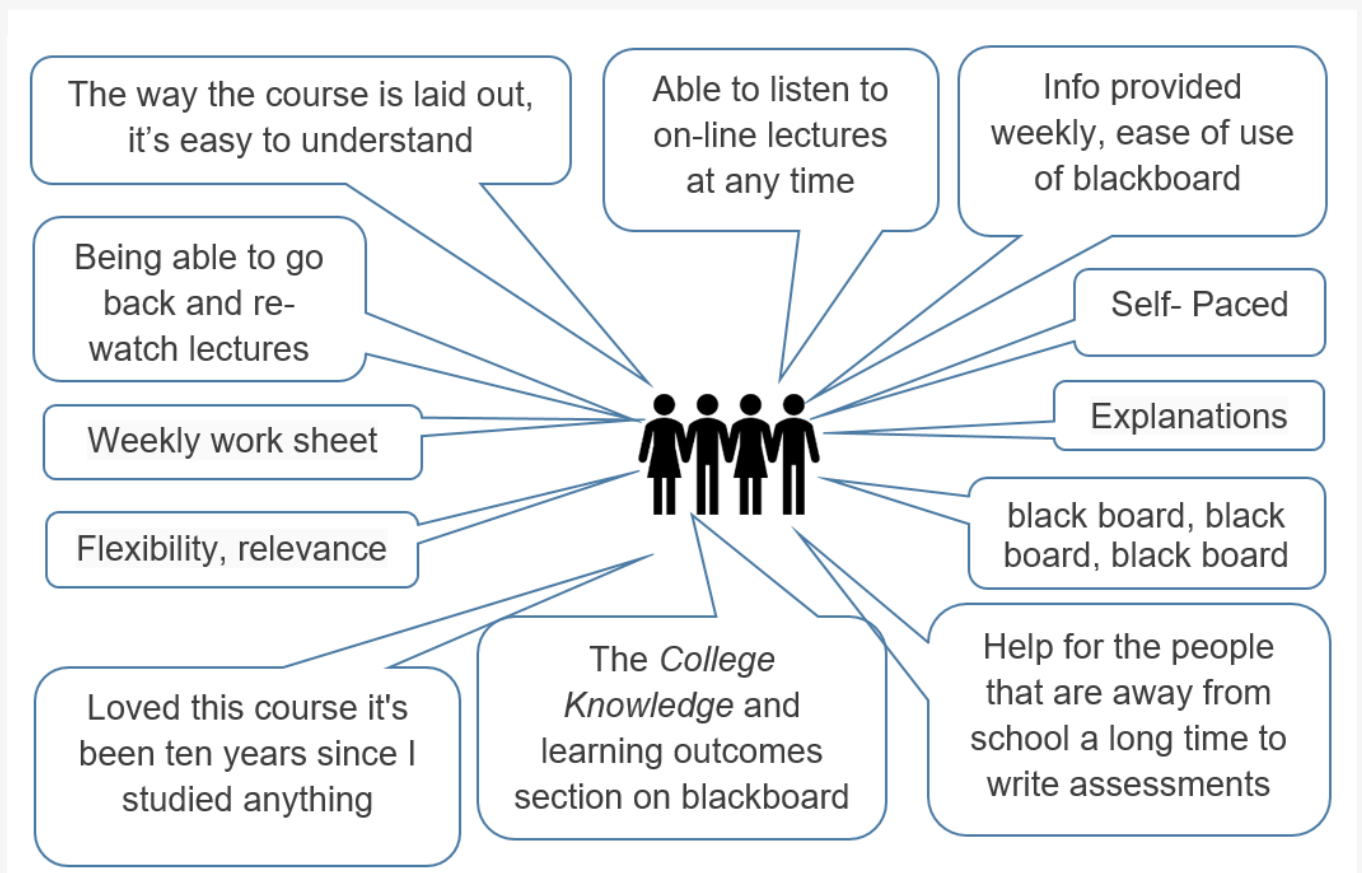 The way the course is laid out,
it’s easy to understand
Able to listen to
on-line lectures
at any time
Info provided
weekly, ease of use
of blackboard
Being able to go
back and re-
watch lectures
Self- Paced
Weekly work sheet
Explanations
Flexibility, relevance
black board, black
board, black board
Loved this course it's
been ten years since I
studied anything
The College
Knowledge and
learning outcomes
section on blackboard
Help for the people
that are away from
school a long time to
write assessments